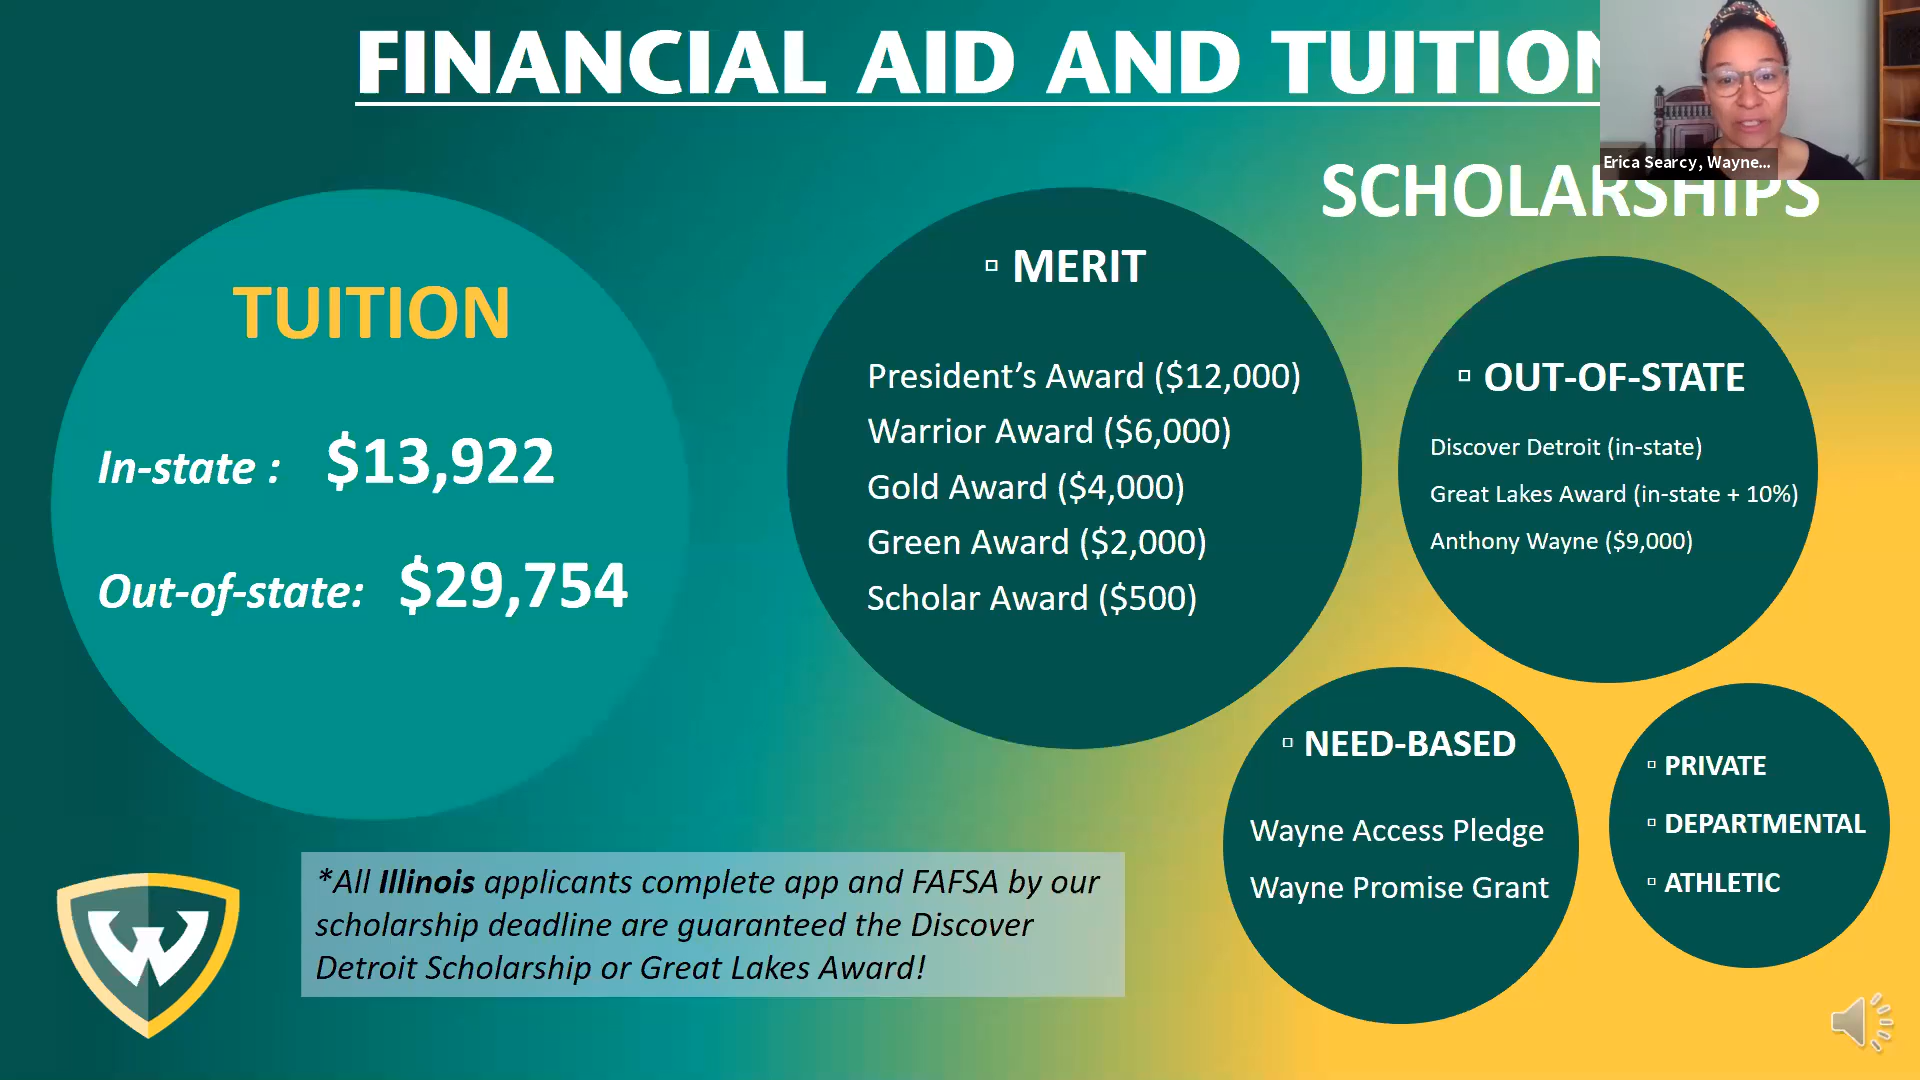 FINANCIAL AID AND TUITION
Erica Searcy, Wayne...
SCHOLARSHIPS
TUITION
In-state : $13,922
Out-of-state: $29,754
▫ MERIT
President’s Award ($12,000)
Warrior Award ($6,000)
Gold Award ($4,000)
Green Award ($2,000)
Scholar Award ($500)
▫ OUT-OF-STATE
Discover Detroit (in-state)
Great Lakes Award (in-state + 10%)
Anthony Wayne ($9,000)
▫ NEED-BASED
Wayne Access Pledge
Wayne Promise Grant
▫ PRIVATE
▫ DEPARTMENTAL
▫ ATHLETIC
*All Illinois applicants complete app and FAFSA by our
scholarship deadline are guaranteed the Discover
Detroit Scholarship or Great Lakes Award!
W